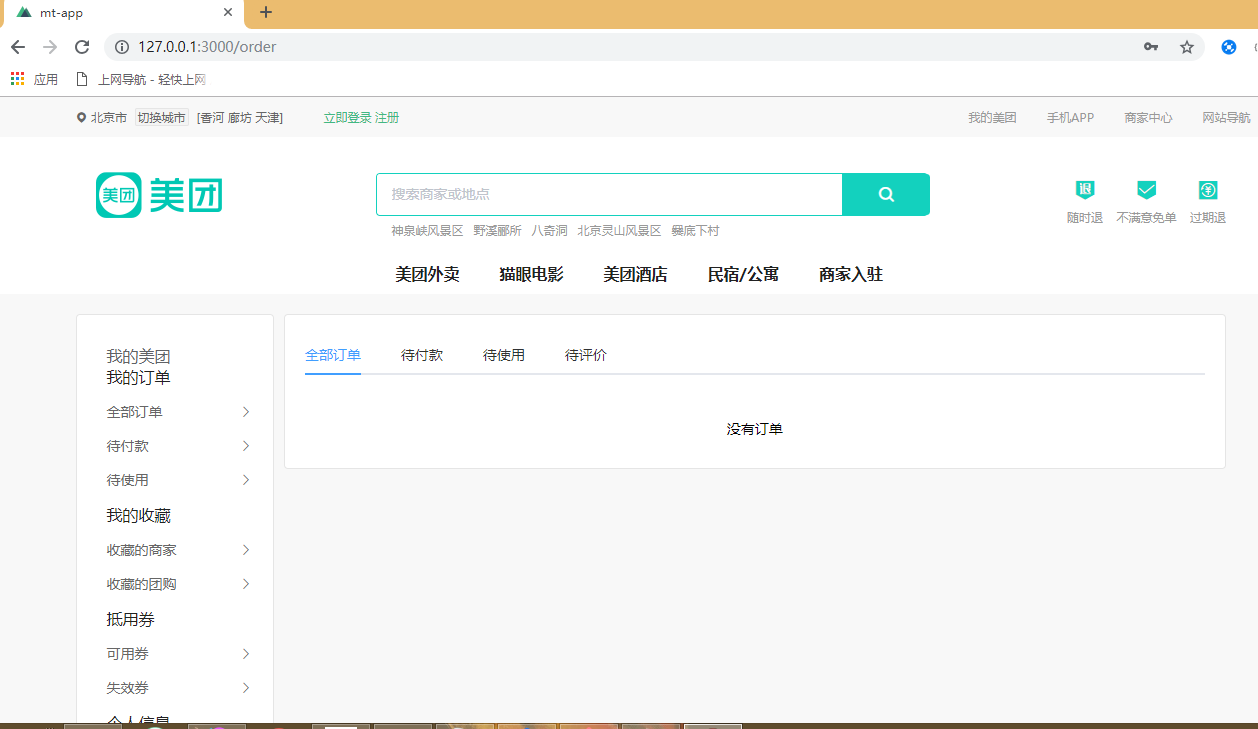 mt-app
127.0.0.1:3000/order
应用 上网导航 - 轻快上网
北京市 切换城市 [香河 廊坊 天津] 立即登录 注册 我的美团 手机APP 商家中心 网站导航
美团 美团 搜索商家或地点
随时退 不满意免单 过期退
神泉峡风景区 野溪郦所 八奇洞 北京灵山风景区 爨底下村
美团外卖 猫眼电影 美团酒店 民宿/公寓 商家入驻
我的美团
我的订单
全部订单
待付款
待使用
我的收藏
收藏的商家
收藏的团购
抵用券
可用券
失效券
个人信息
全部订单 待付款 待使用 待评价
没有订单